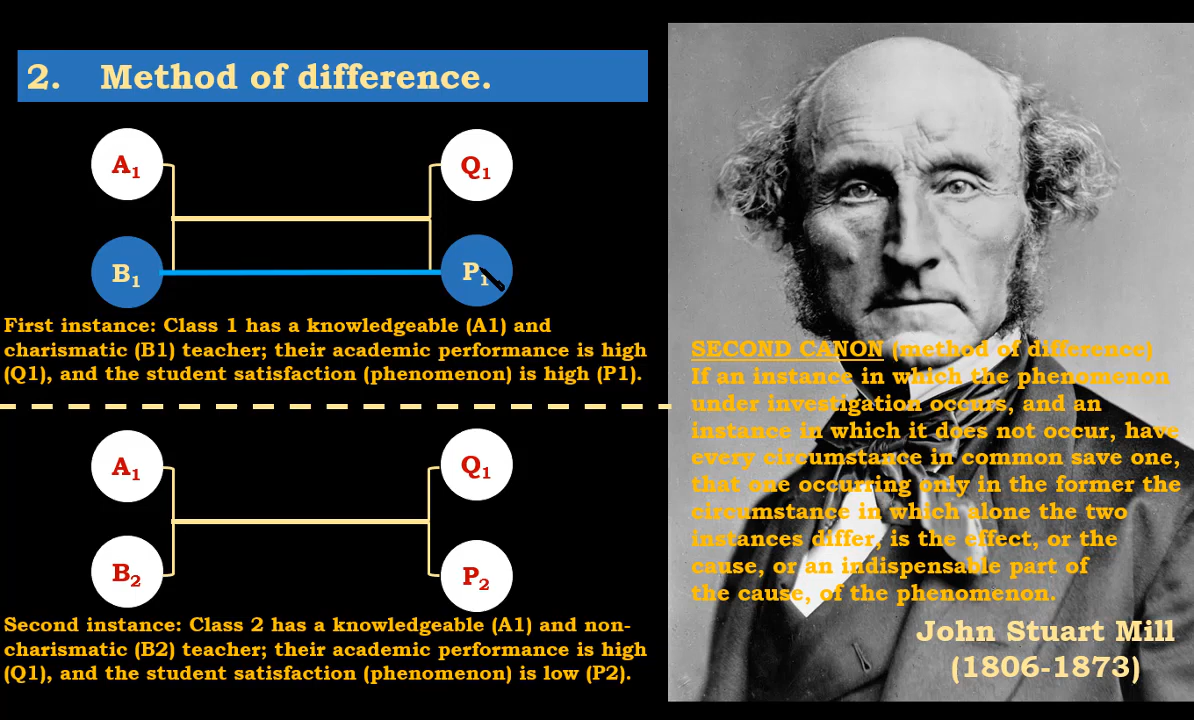 2. Method of difference.
A1
Q1
B1
P1
First instance: Class 1 has a knowledgeable (A1) and
charismatic (B1) teacher; their academic performance is high
(Q1), and the student satisfaction (phenomenon) is high (P1).
A1
Q1
B2
P2
Second instance: Class 2 has a knowledgeable (A1) and non-
charismatic (B2) teacher; their academic performance is high
(Q1), and the student satisfaction (phenomenon) is low (P2).
SECOND CANON (method of difference)
If an instance in which the phenomenon
under investigation occurs, and an
instance in which it does not occur, have
every circumstance in common save one,
that one occurring only in the former the
circumstance in which alone the two
instances differ, is the effect, or the
cause, or an indispensable part of
the cause, of the phenomenon.
John Stuart Mill
(1806-1873)